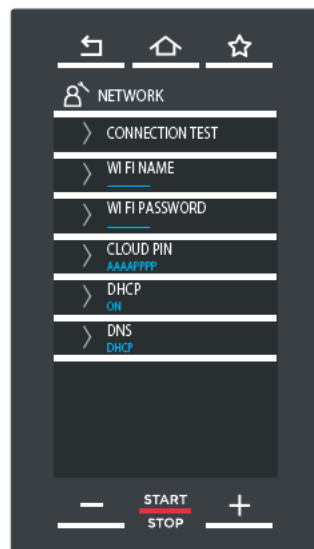 NETWORK
CONNECTION TEST
WI FI NAME
WI FI PASSWORD
CLOUD PIN
AAAAPPPP
DHCP
ON
DNS
DHCP
START
STOP